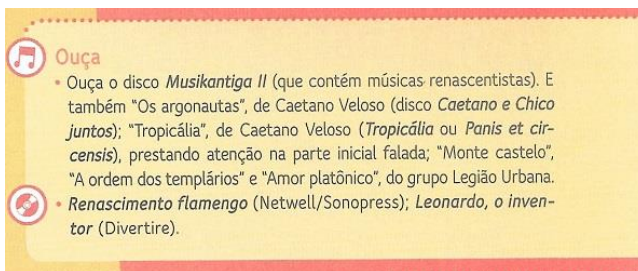 Ouça
• Ouça o disco Musikantiga II (que contém músicas renascentistas). E
também "Os argonautas", de Caetano Veloso (disco Caetano e Chico
juntos); "Tropicália", de Caetano Veloso (Tropicália ou Panis et cir-
censis), prestando atenção na parte inicial falada; "Monte castelo",
"A ordem dos templários" e "Amor platônico", do grupo Legião Urbana.
• Renascimento flamengo (Netwell/Sonopress); Leonardo, o inven-
tor (Divertire).